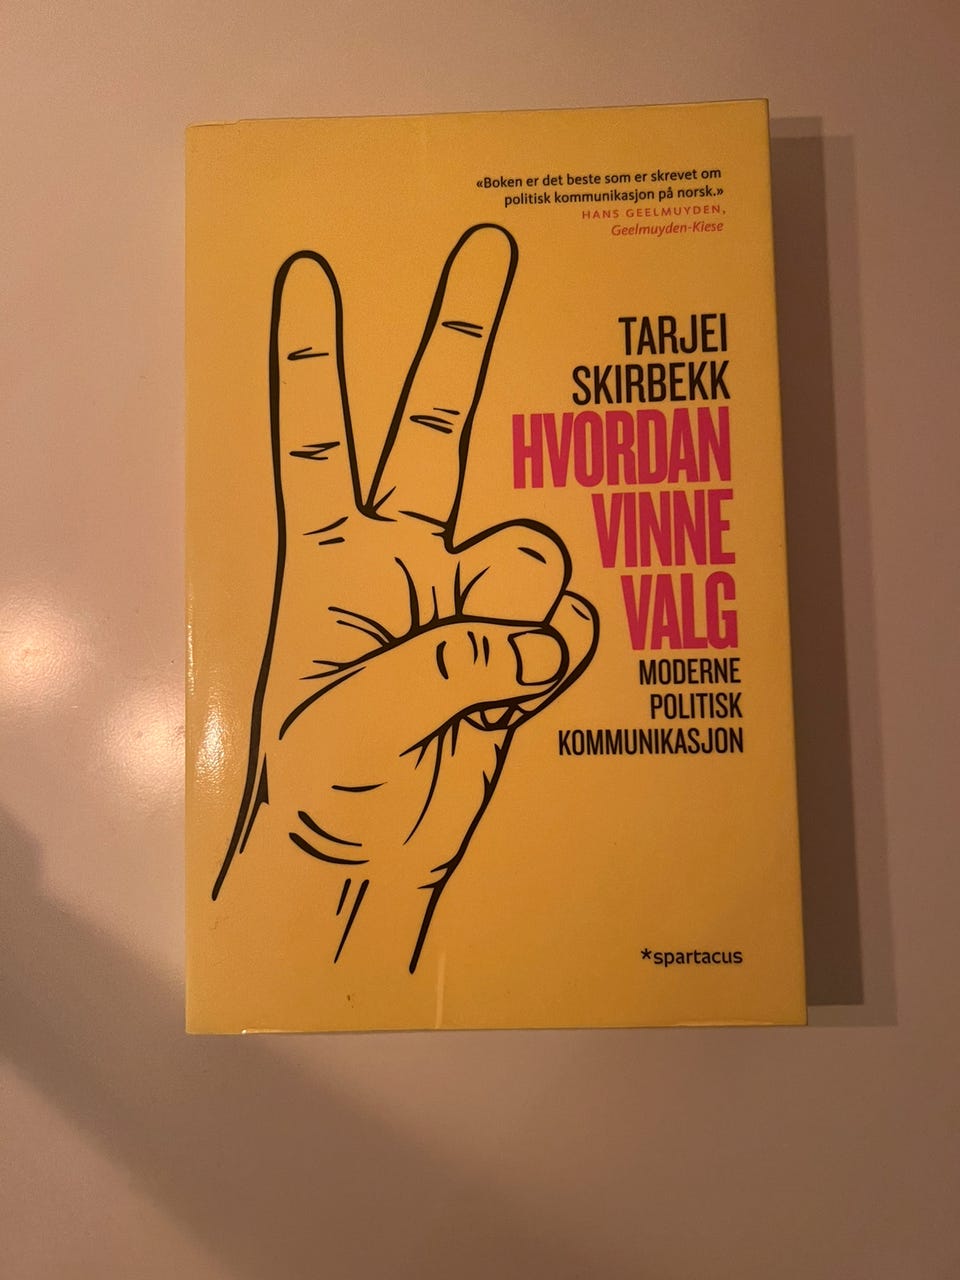 «Boken er det beste som er skrevet om
politisk kommunikasjon på norsk.»
HANS GEELMUYDEN,
Geelmuyden-Kiese
TARJEI
SKIRBEKK
HVORDAN
VINNE
VALG
MODERNE
POLITISK
KOMMUNIKASJON
*spartacus